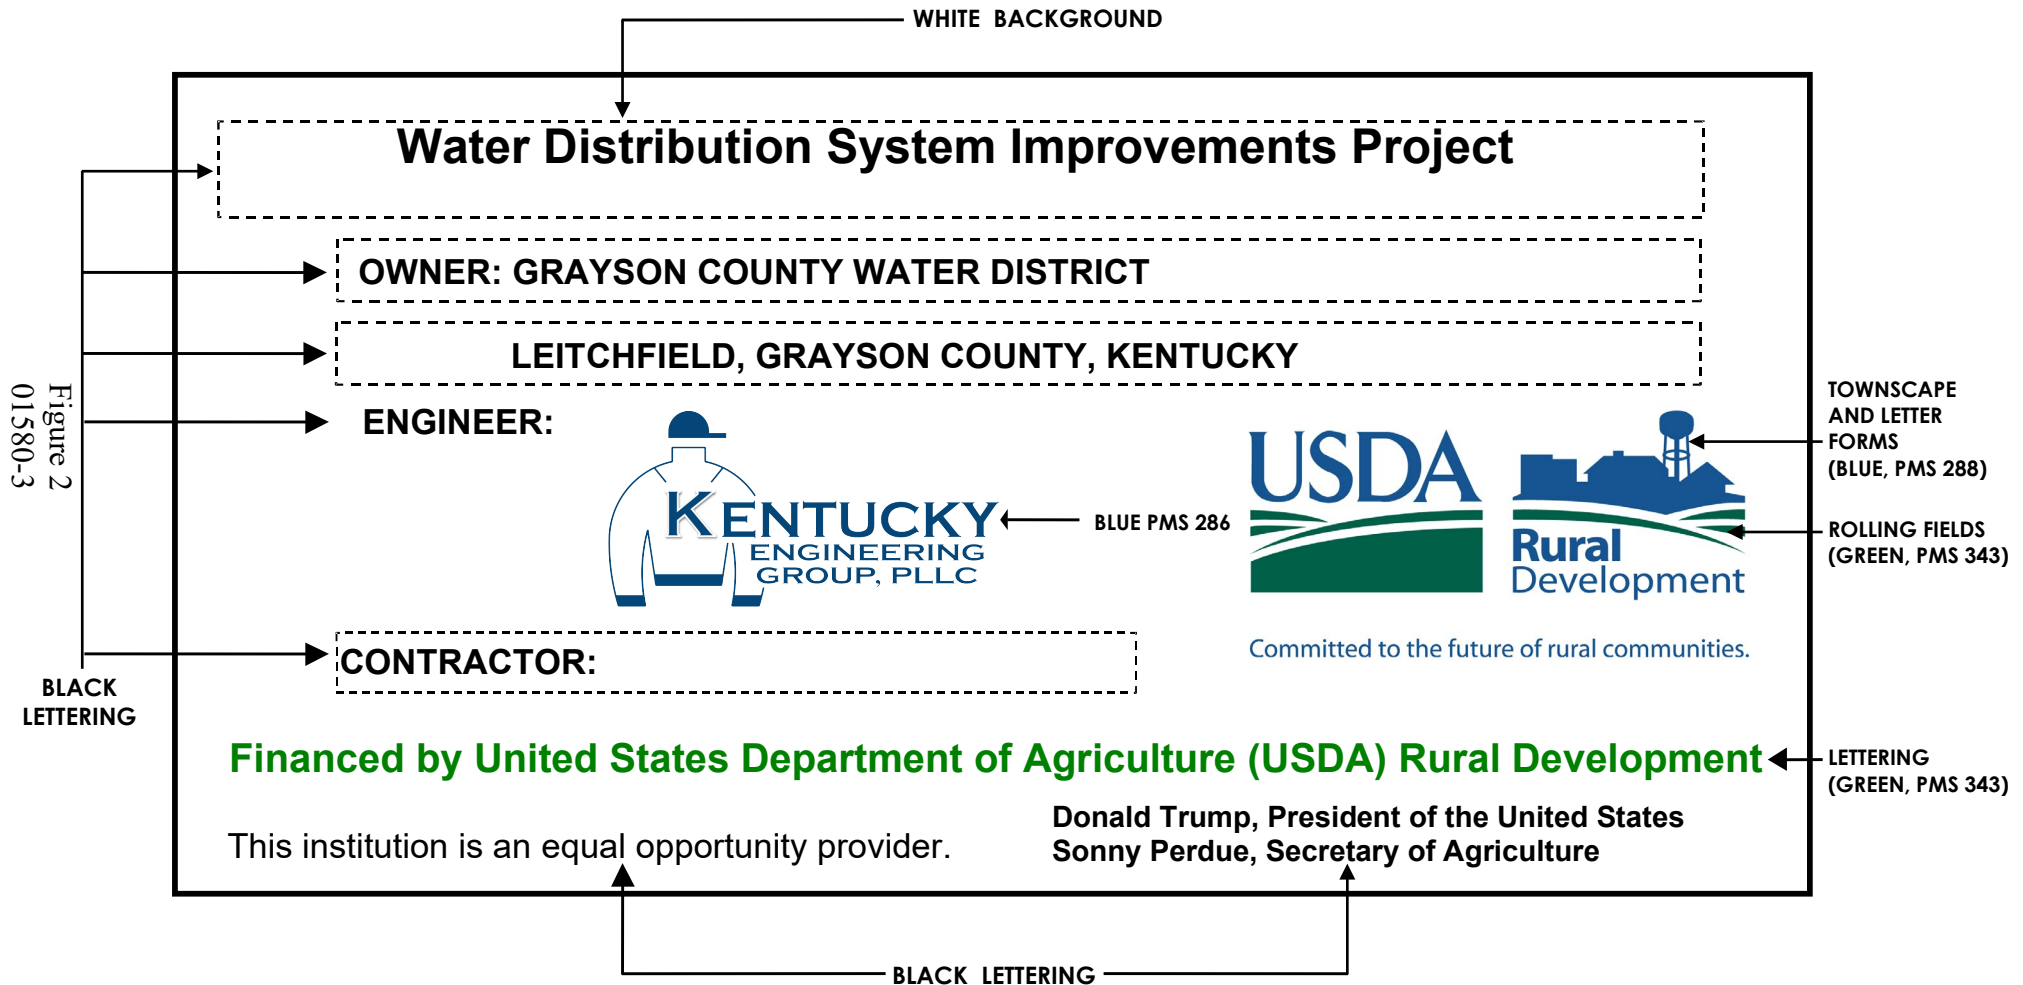 WHITE BACKGROUND
Water Distribution System Improvements Project
OWNER: GRAYSON COUNTY WATER DISTRICT
LEITCHFIELD, GRAYSON COUNTY, KENTUCKY
ENGINEER:
KENTUCKY
ENGINEERING
GROUP, PLLC
BLUE PMS 286
USDA
Rural
Development
Committed to the future of rural communities.
TOWNSCAPE
AND LETTER
FORMS
(BLUE, PMS 288)
ROLLING FIELDS
(GREEN, PMS 343)
CONTRACTOR:
Figure 2
01580-3
BLACK
LETTERING
Financed by United States Department of Agriculture (USDA) Rural Development
LETTERING
(GREEN, PMS 343)
This institution is an equal opportunity provider.
Donald Trump, President of the United States
Sonny Perdue, Secretary of Agriculture
BLACK LETTERING